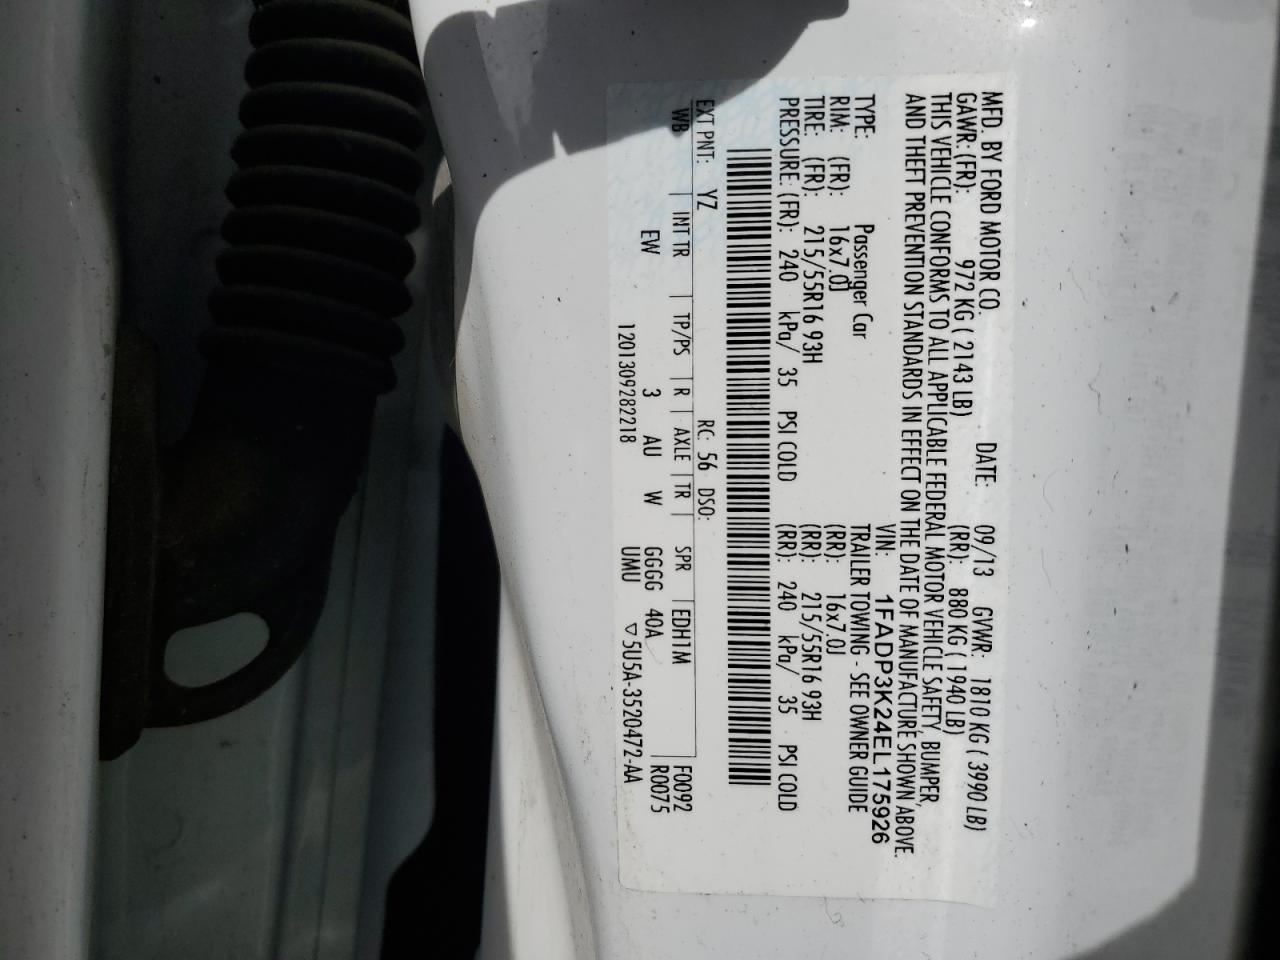 MFD. BY FORD MOTOR CO. DATE: 09/13 GVWR: 1810 KG ( 3990 LB)
GAWR: (FR): 972 KG ( 2143 LB) (RR): 880 KG ( 1940 LB)
THIS VEHICLE CONFORMS TO ALL APPLICABLE FEDERAL MOTOR VEHICLE SAFETY, BUMPER,
AND THEFT PREVENTION STANDARDS IN EFFECT ON THE DATE OF MANUFACTURE SHOWN ABOVE.
VIN: 1FADP3K24EL175926
TYPE: Passenger Car TRAILER TOWING - SEE OWNER GUIDE
RIM: (FR): 16x7.0J (RR): 16x7.0J
TIRE: (FR): 215/55R16 93H (RR): 215/55R16 93H
PRESSURE: (FR): 240 kPa/ 35 PSI COLD (RR): 240 kPa/ 35 PSI COLD
EXT PNT: YZ RC: 56 DSO:
WB INT TR TP/PS R AXLE TR SPR EDH1M F0092
EW 3 AU W GGGG 40A R0075
1201309282218 UMU ▽ 5U5A-3520472-AA